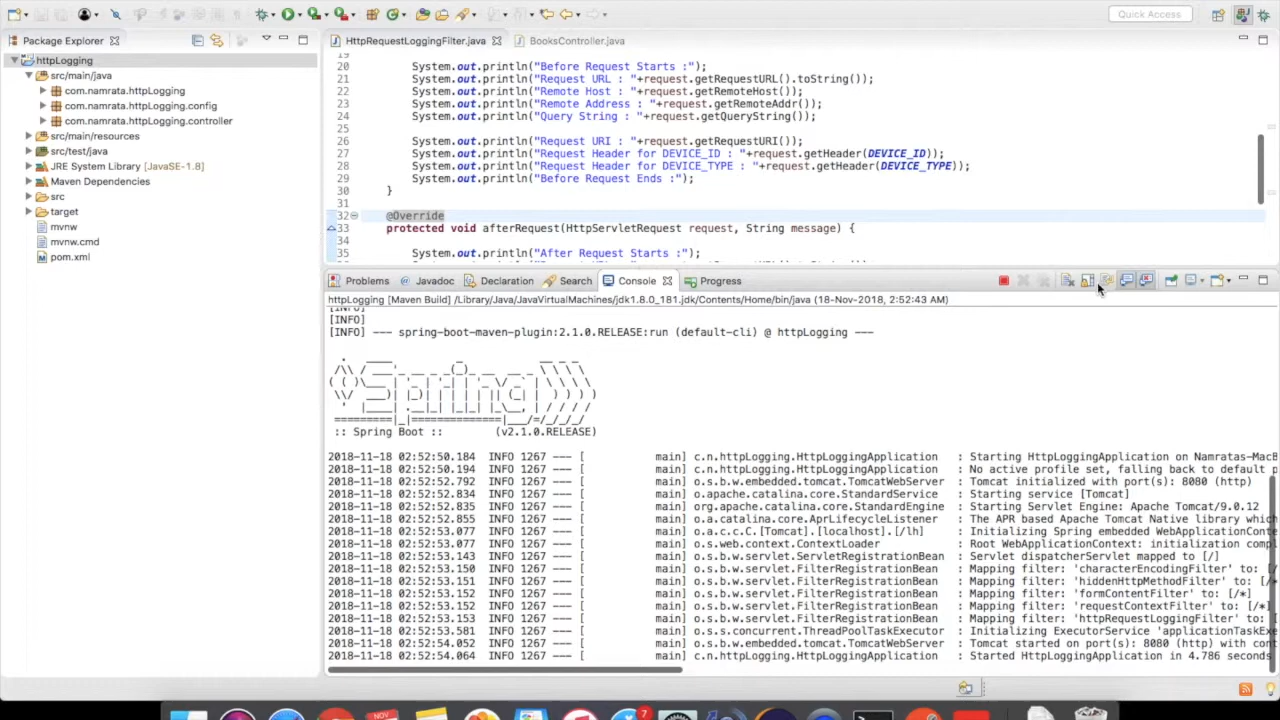 Quick Access
Package Explorer
httpLogging
src/main/java
com.namrata.httpLogging
com.namrata.httpLogging.config
com.namrata.httpLogging.controller
src/main/resources
src/test/java
JRE System Library [JavaSE-1.8]
Maven Dependencies
src
target
mvnw
mvnw.cmd
pom.xml
HttpRequestLoggingFilter.java
BooksController.java
19
20 System.out.println("Before Request Starts :");
21 System.out.println("Request URL : "+request.getRequestURL().toString());
22 System.out.println("Remote Host : "+request.getRemoteHost());
23 System.out.println("Remote Address : "+request.getRemoteAddr());
24 System.out.println("Query String : "+request.getQueryString());
25
26 System.out.println("Request URI : "+request.getRequestURI());
27 System.out.println("Request Header for DEVICE_ID : "+request.getHeader(DEVICE_ID));
28 System.out.println("Request Header for DEVICE_TYPE : "+request.getHeader(DEVICE_TYPE));
29 System.out.println("Before Request Ends :");
30 }
31
32 @Override
33 protected void afterRequest(HttpServletRequest request, String message) {
34
35 System.out.println("After Request Starts :");
Problems
Javadoc
Declaration
Search
Console
Progress
httpLogging [Maven Build] /Library/Java/JavaVirtualMachines/jdk1.8.0_181.jdk/Contents/Home/bin/java (18-Nov-2018, 2:52:43 AM)
[INFO]
[INFO]
[INFO] --- spring-boot-maven-plugin:2.1.0.RELEASE:run (default-cli) @ httpLogging ---
Spring
:: Spring Boot :: (v2.1.0.RELEASE)
2018-11-18 02:52:50.184 INFO 1267 --- [ main] c.n.httpLogging.HttpLoggingApplication : Starting HttpLoggingApplication on Namratas-MacB
2018-11-18 02:52:50.194 INFO 1267 --- [ main] c.n.httpLogging.HttpLoggingApplication : No active profile set, falling back to default p
2018-11-18 02:52:52.792 INFO 1267 --- [ main] o.s.b.w.embedded.tomcat.TomcatWebServer : Tomcat initialized with port(s): 8080 (http)
2018-11-18 02:52:52.834 INFO 1267 --- [ main] o.apache.catalina.core.StandardService : Starting service [Tomcat]
2018-11-18 02:52:52.835 INFO 1267 --- [ main] org.apache.catalina.core.StandardEngine : Starting Servlet Engine: Apache Tomcat/9.0.12
2018-11-18 02:52:52.855 INFO 1267 --- [ main] o.a.catalina.core.AprLifecycleListener : The APR based Apache Tomcat Native library which
2018-11-18 02:52:53.077 INFO 1267 --- [ main] o.a.c.c.C.[Tomcat].[localhost].[/lh] : Initializing Spring embedded WebApplicationConte
2018-11-18 02:52:53.077 INFO 1267 --- [ main] o.s.web.context.ContextLoader : Root WebApplicationContext: initialization compl
2018-11-18 02:52:53.143 INFO 1267 --- [ main] o.s.b.w.servlet.ServletRegistrationBean : Servlet dispatcherServlet mapped to [/]
2018-11-18 02:52:53.150 INFO 1267 --- [ main] o.s.b.w.servlet.FilterRegistrationBean : Mapping filter: 'characterEncodingFilter' to: [/
2018-11-18 02:52:53.151 INFO 1267 --- [ main] o.s.b.w.servlet.FilterRegistrationBean : Mapping filter: 'hiddenHttpMethodFilter' to: [/*
2018-11-18 02:52:53.152 INFO 1267 --- [ main] o.s.b.w.servlet.FilterRegistrationBean : Mapping filter: 'formContentFilter' to: [/*]
2018-11-18 02:52:53.152 INFO 1267 --- [ main] o.s.b.w.servlet.FilterRegistrationBean : Mapping filter: 'requestContextFilter' to: [/*]
2018-11-18 02:52:53.153 INFO 1267 --- [ main] o.s.b.w.servlet.FilterRegistrationBean : Mapping filter: 'httpRequestLoggingFilter' to: [
2018-11-18 02:52:53.581 INFO 1267 --- [ main] o.s.s.concurrent.ThreadPoolTaskExecutor : Initializing ExecutorService 'applicationTaskExe
2018-11-18 02:52:54.052 INFO 1267 --- [ main] o.s.b.w.embedded.tomcat.TomcatWebServer : Tomcat started on port(s): 8080 (http) with cont
2018-11-18 02:52:54.064 INFO 1267 --- [ main] c.n.httpLogging.HttpLoggingApplication : Started HttpLoggingApplication in 4.786 seconds
NOV
7